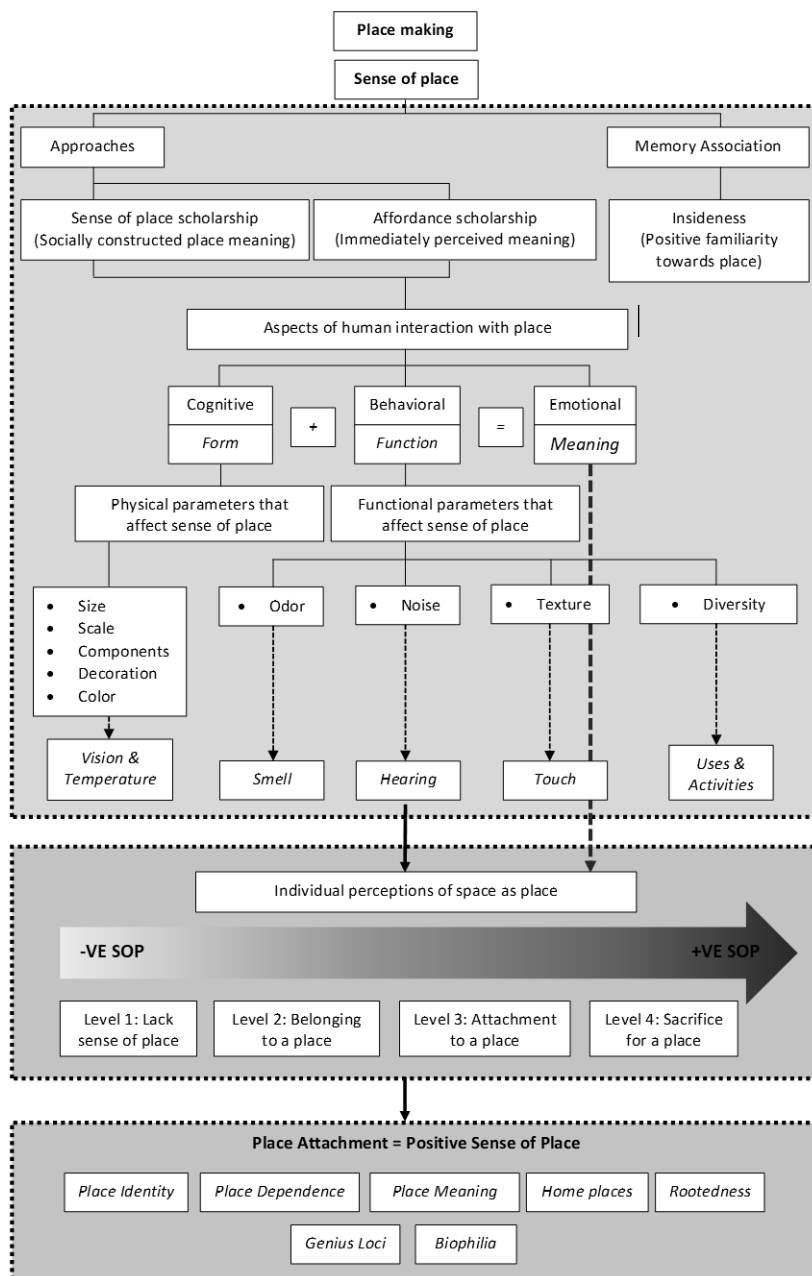 Place making
Sense of place
Approaches
Memory Association
Sense of place scholarship
(Socially constructed place meaning)
Affordance scholarship
(Immediately perceived meaning)
Insideness
(Positive familiarity
towards place)
Aspects of human interaction with place
Cognitive
Form
+
Behavioral
Function
=
Emotional
Meaning
Physical parameters that
affect sense of place
Functional parameters that
affect sense of place
• Size
• Scale
• Components
• Decoration
• Color
• Odor
• Noise
• Texture
• Diversity
Vision &
Temperature
Smell
Hearing
Touch
Uses &
Activities
Individual perceptions of space as place
-VE SOP
+VE SOP
Level 1: Lack
sense of place
Level 2: Belonging
to a place
Level 3: Attachment
to a place
Level 4: Sacrifice
for a place
Place Attachment = Positive Sense of Place
Place Identity
Place Dependence
Place Meaning
Home places
Rootedness
Genius Loci
Biophilia